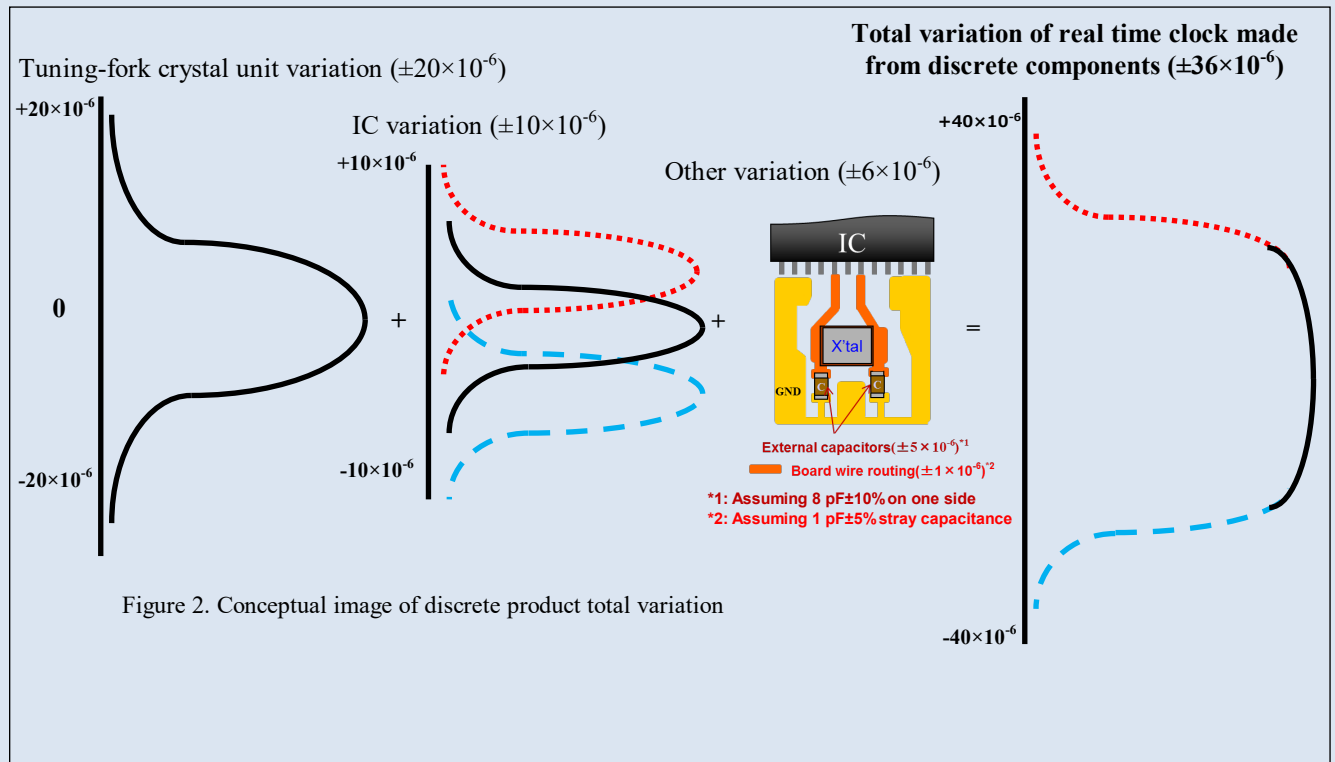 Total variation of real time clock made
from discrete components (±36×10⁻⁶)
Tuning-fork crystal unit variation (±20×10⁻⁶)
+20×10⁻⁶
0
-20×10⁻⁶
+
IC variation (±10×10⁻⁶)
+10×10⁻⁶
-10×10⁻⁶
+
Other variation (±6×10⁻⁶)
IC
X'tal
C
C
GND
External capacitors(±5×10⁻⁶)*¹
Board wire routing(±1×10⁻⁶)*²
*1: Assuming 8 pF±10% on one side
*2: Assuming 1 pF±5% stray capacitance
=
+40×10⁻⁶
-40×10⁻⁶
Figure 2. Conceptual image of discrete product total variation